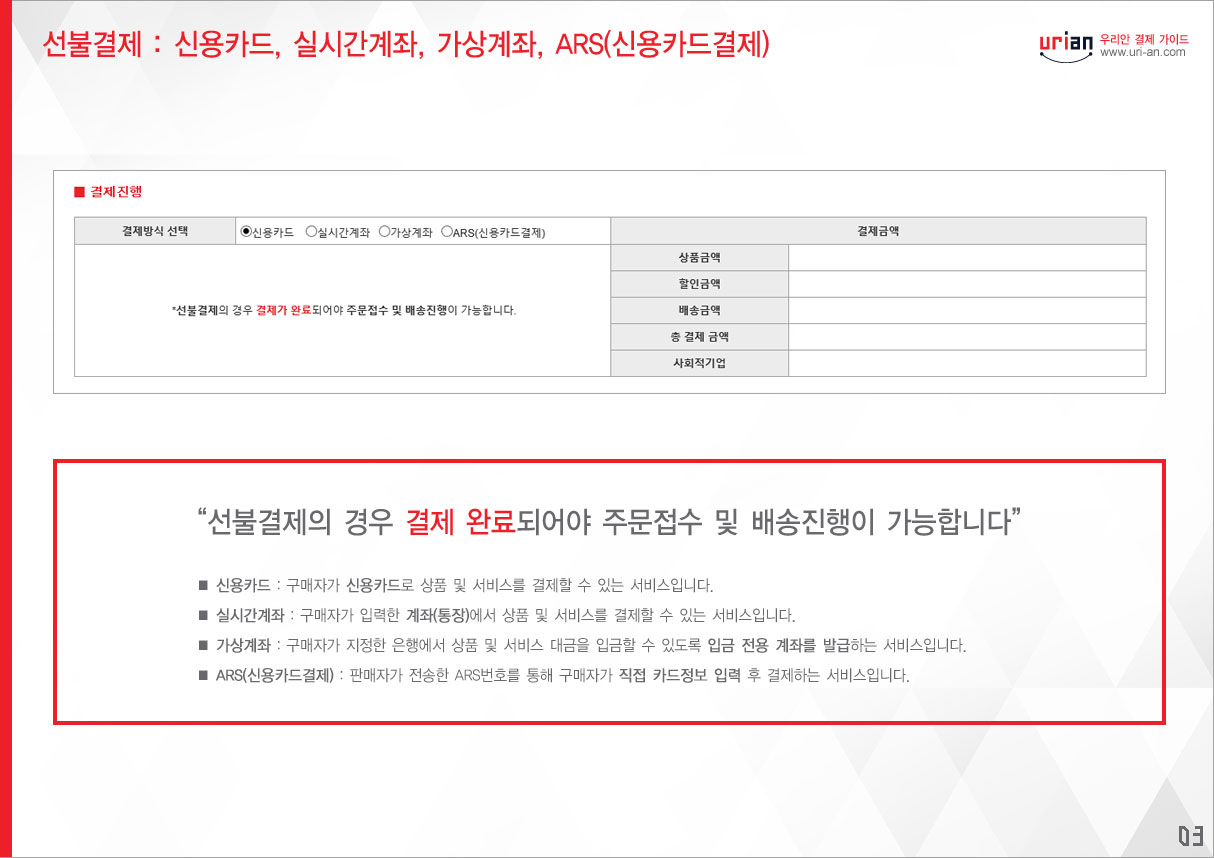 선불결제 : 신용카드, 실시간계좌, 가상계좌, ARS(신용카드결제)
urian 우리안 결제 가이드
www.uri-an.com
■ 결제진행
결제방식 선택 신용카드 실시간계좌 가상계좌 ARS(신용카드결제) 결제금액
상품금액
할인금액
*선불결제의 경우 결제가 완료되어야 주문접수 및 배송진행이 가능합니다. 배송금액
총 결제 금액
사회적기업
“선불결제의 경우 결제 완료되어야 주문접수 및 배송진행이 가능합니다”
■ 신용카드 : 구매자가 신용카드로 상품 및 서비스를 결제할 수 있는 서비스입니다.
■ 실시간계좌 : 구매자가 입력한 계좌(통장)에서 상품 및 서비스를 결제할 수 있는 서비스입니다.
■ 가상계좌 : 구매자가 지정한 은행에서 상품 및 서비스 대금을 입금할 수 있도록 입금 전용 계좌를 발급하는 서비스입니다.
■ ARS(신용카드결제) : 판매자가 전송한 ARS번호를 통해 구매자가 직접 카드정보 입력 후 결제하는 서비스입니다.
03